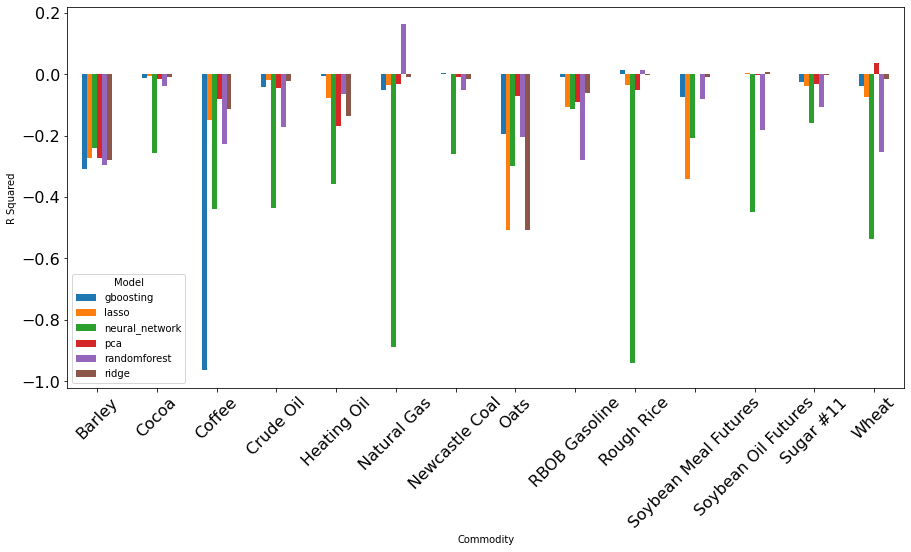 0.2
0.0
−0.2
−0.4
−0.6
−0.8
−1.0
R Squared
Model
gboosting
lasso
neural_network
pca
randomforest
ridge
Barley
Cocoa
Coffee
Crude Oil
Heating Oil
Natural Gas
Newcastle Coal
Oats
RBOB Gasoline
Rough Rice
Soybean Meal Futures
Soybean Oil Futures
Sugar #11
Wheat
Commodity